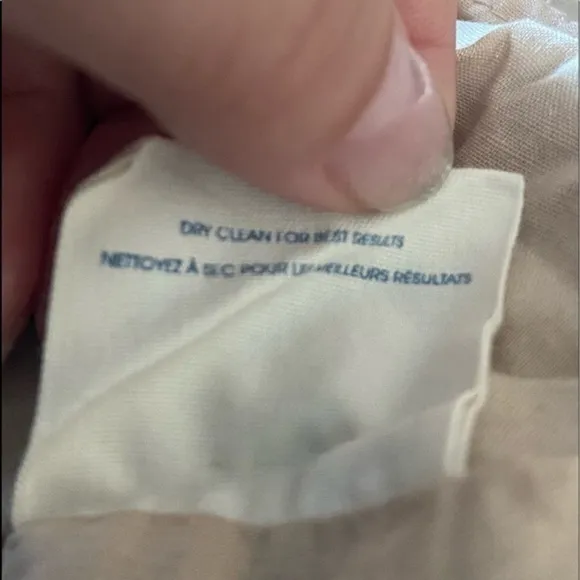 DRY CLEAN FOR BEST RESULTS
NETTOYEZ À SEC POUR LES MEILLEURS RÉSULTATS